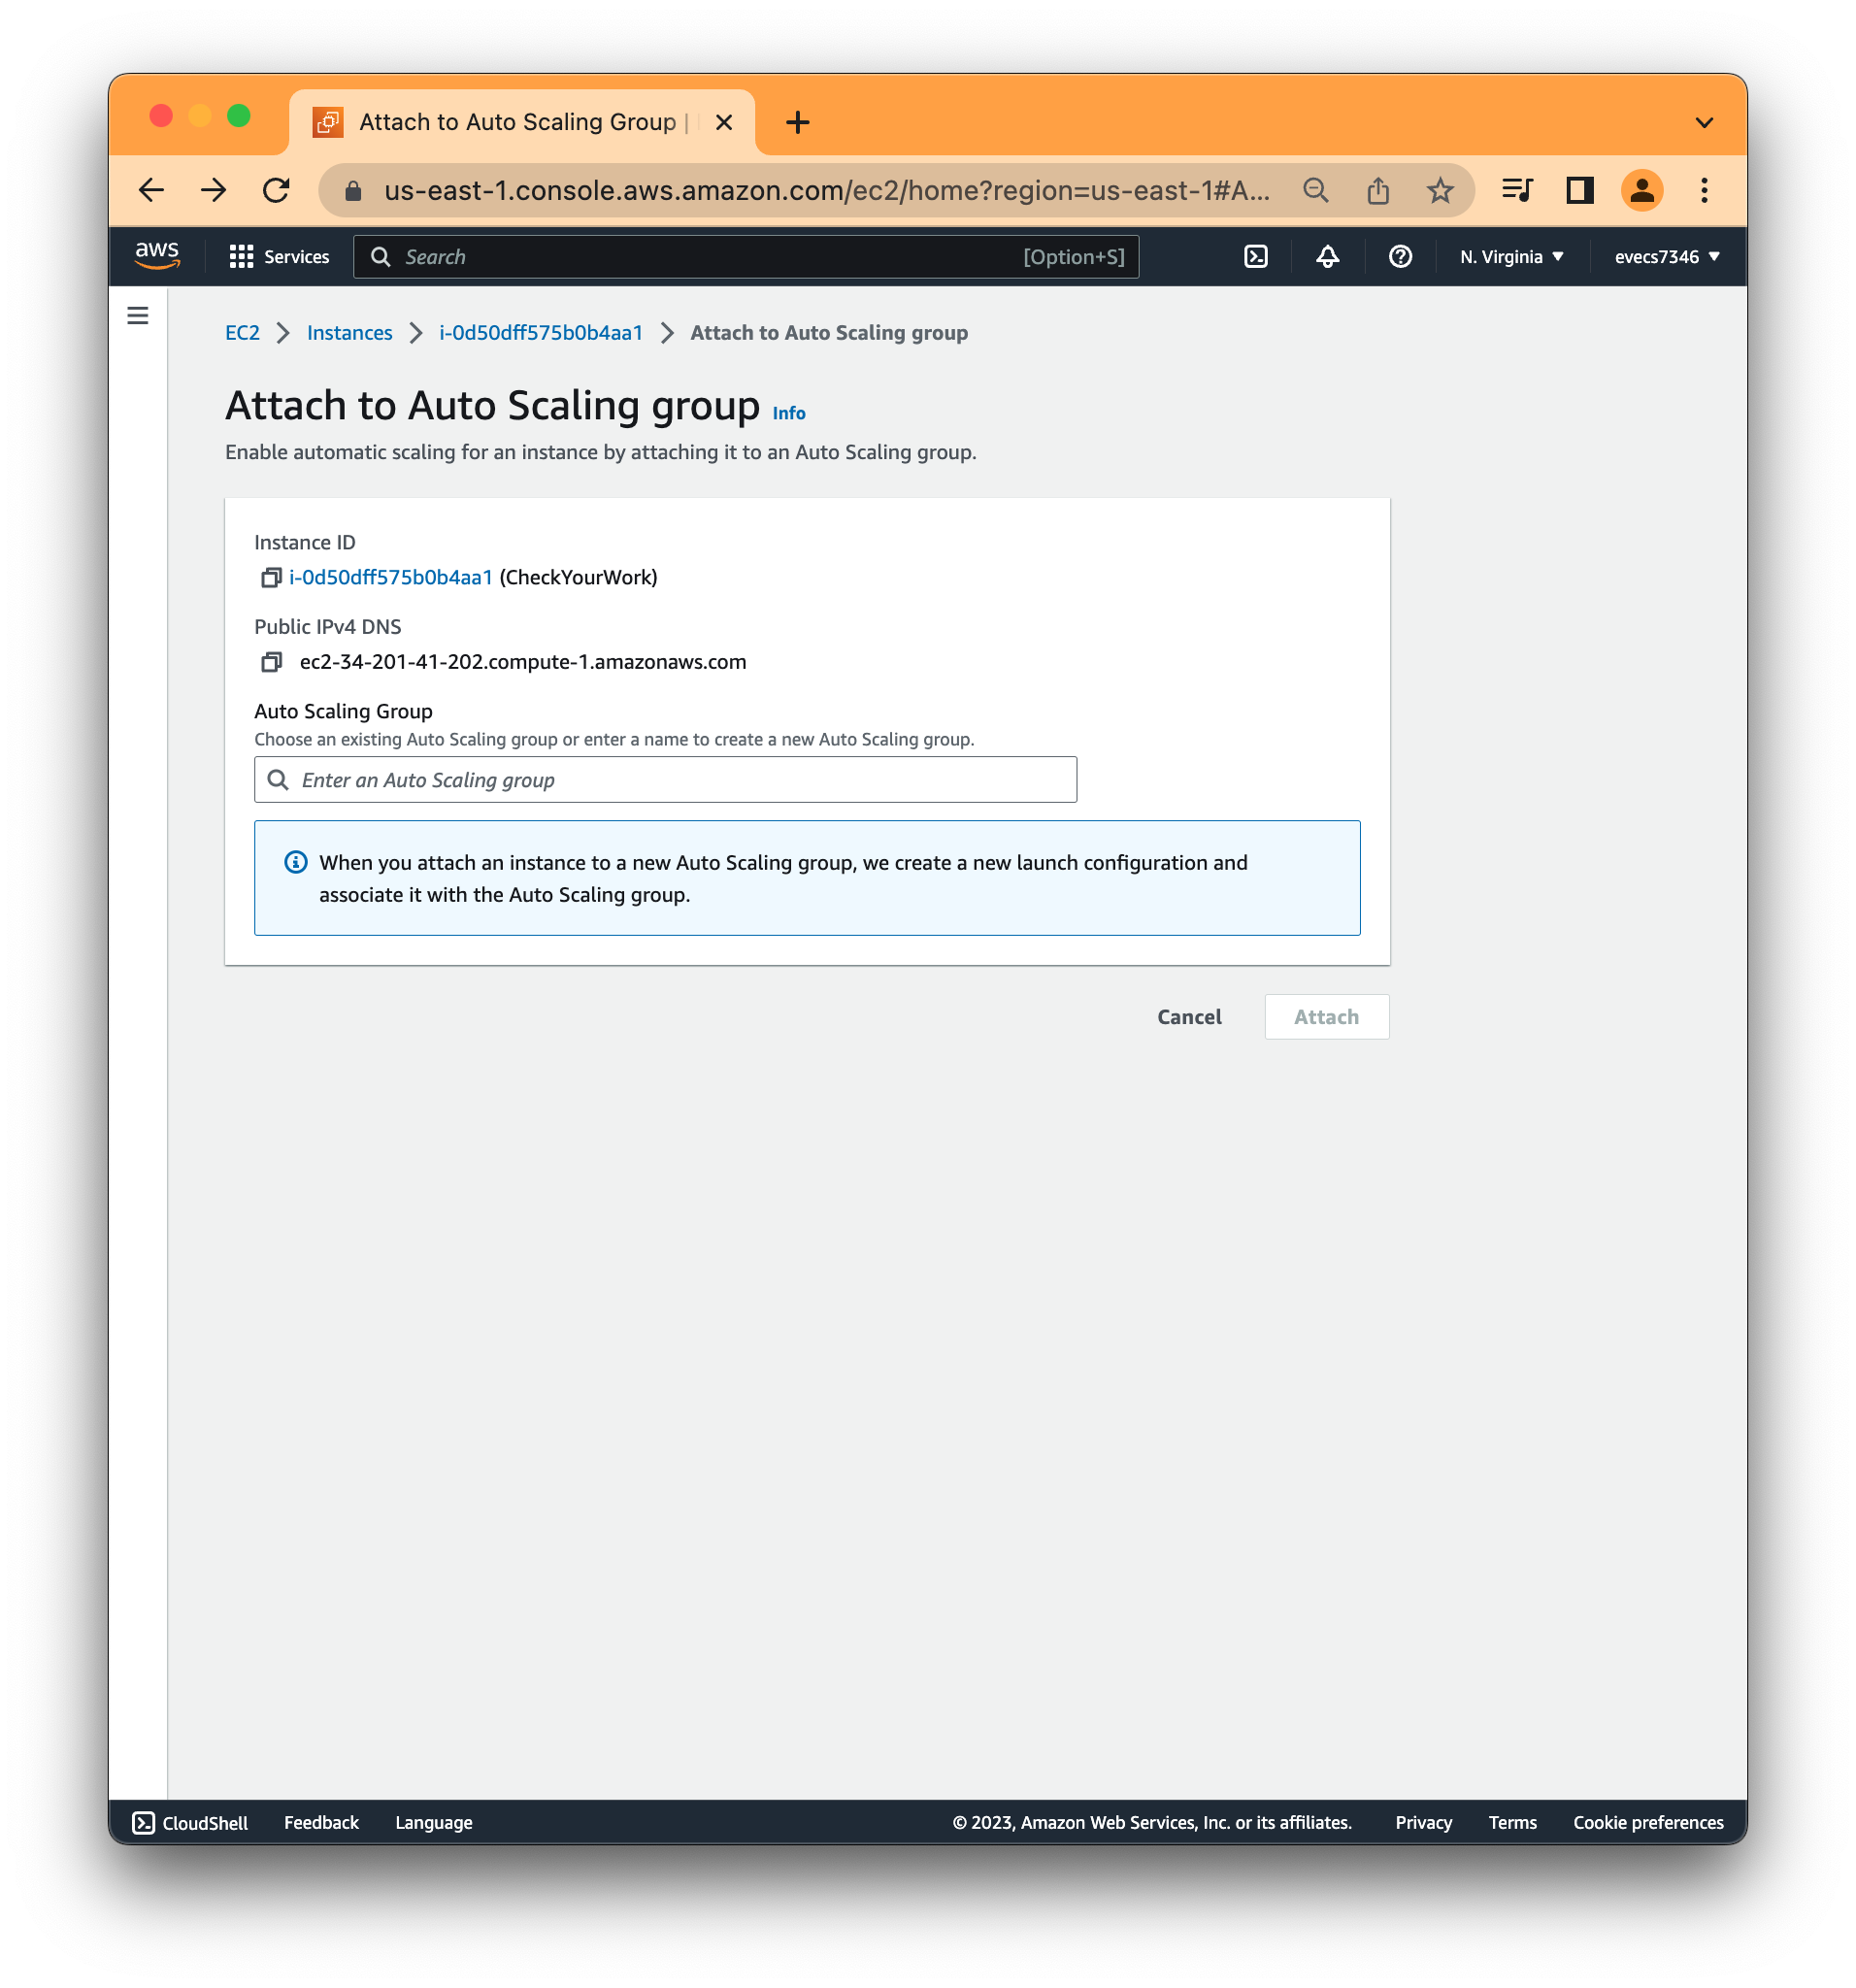 Attach to Auto Scaling Group |
us-east-1.console.aws.amazon.com/ec2/home?region=us-east-1#A...
aws
Services
Search
[Option+S]
N. Virginia
evecs7346
EC2 > Instances > i-0d50dff575b0b4aa1 > Attach to Auto Scaling group
Attach to Auto Scaling group Info
Enable automatic scaling for an instance by attaching it to an Auto Scaling group.
Instance ID
i-0d50dff575b0b4aa1 (CheckYourWork)
Public IPv4 DNS
ec2-34-201-41-202.compute-1.amazonaws.com
Auto Scaling Group
Choose an existing Auto Scaling group or enter a name to create a new Auto Scaling group.
Enter an Auto Scaling group
When you attach an instance to a new Auto Scaling group, we create a new launch configuration and
associate it with the Auto Scaling group.
Cancel
Attach
CloudShell
Feedback
Language
© 2023, Amazon Web Services, Inc. or its affiliates.
Privacy
Terms
Cookie preferences